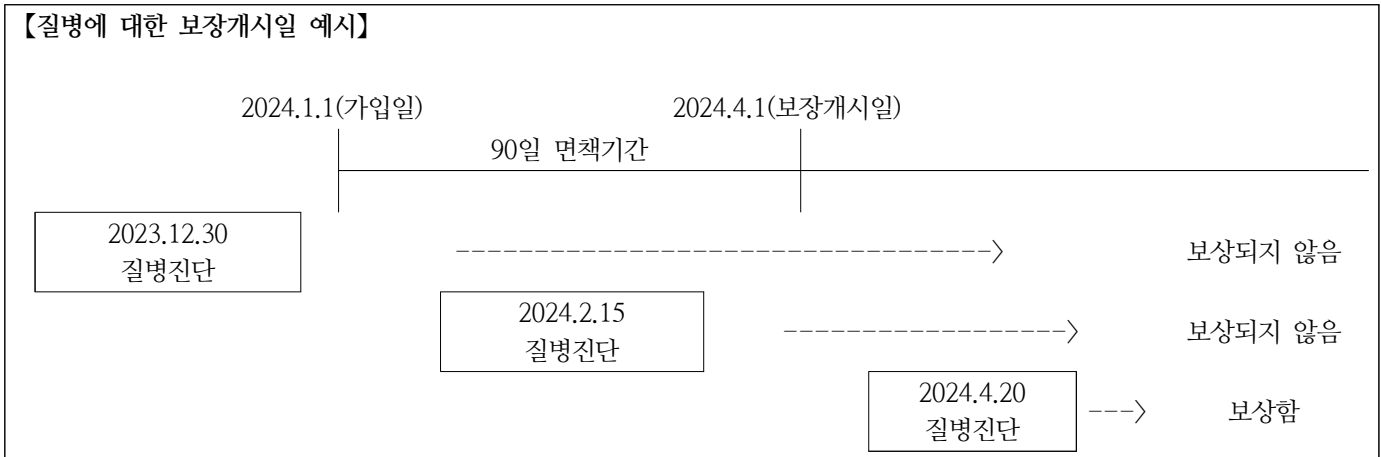 【질병에 대한 보장개시일 예시】
2024.1.1(가입일) 2024.4.1(보장개시일)
90일 면책기간
2023.12.30
질병진단
보상되지 않음
2024.2.15
질병진단
보상되지 않음
2024.4.20
질병진단
보상함